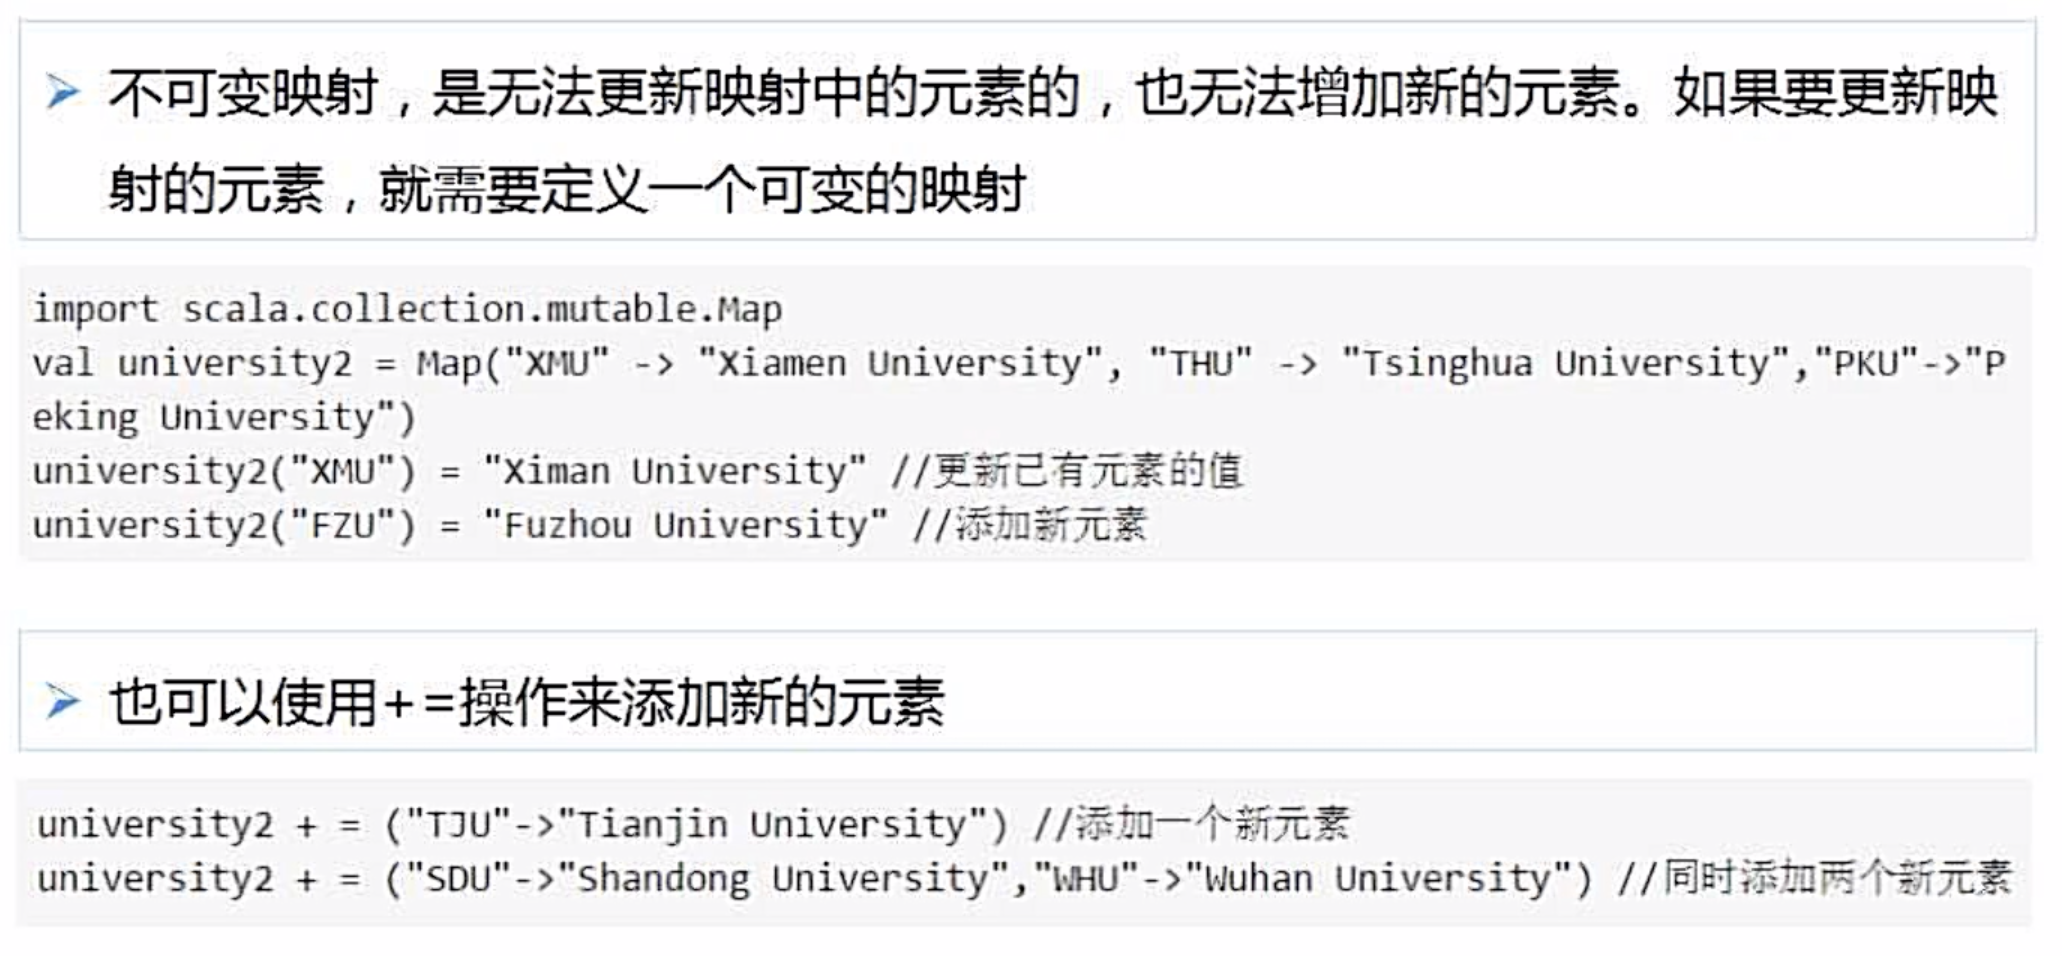 不可变映射，是无法更新映射中的元素的，也无法增加新的元素。如果要更新映
射的元素，就需要定义一个可变的映射
import scala.collection.mutable.Map
val university2 = Map("XMU" -> "Xiamen University", "THU" -> "Tsinghua University","PKU"->"P
eking University")
university2("XMU") = "Ximan University" //更新已有元素的值
university2("FZU") = "Fuzhou University" //添加新元素
也可以使用+=操作来添加新的元素
university2 + = ("TJU"->"Tianjin University") //添加一个新元素
university2 + = ("SDU"->"Shandong University","WHU"->"Wuhan University") //同时添加两个新元素